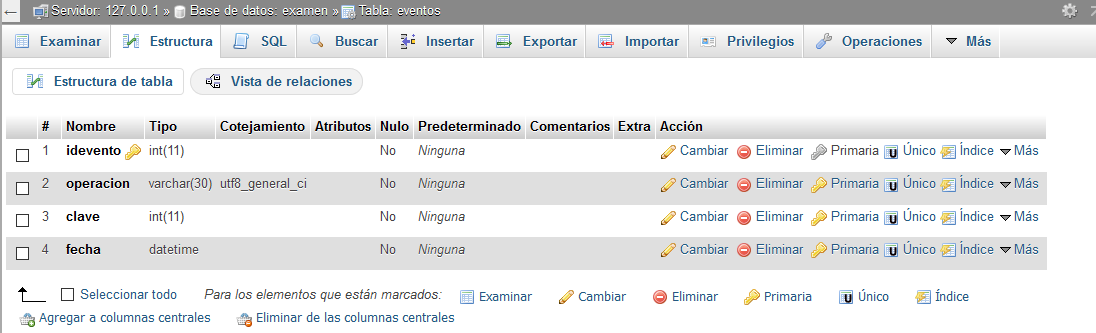 Servidor: 127.0.0.1 » Base de datos: examen » Tabla: eventos
Examinar Estructura SQL Buscar Insertar Exportar Importar Privilegios Operaciones Más
Estructura de tabla Vista de relaciones
# Nombre Tipo Cotejamiento Atributos Nulo Predeterminado Comentarios Extra Acción
1 idevento int(11) No Ninguna Cambiar Eliminar Primaria Único Índice Más
2 operacion varchar(30) utf8_general_ci No Ninguna Cambiar Eliminar Primaria Único Índice Más
3 clave int(11) No Ninguna Cambiar Eliminar Primaria Único Índice Más
4 fecha datetime No Ninguna Cambiar Eliminar Primaria Único Índice Más
Seleccionar todo Para los elementos que están marcados: Examinar Cambiar Eliminar Primaria Único Índice
Agregar a columnas centrales Eliminar de las columnas centrales